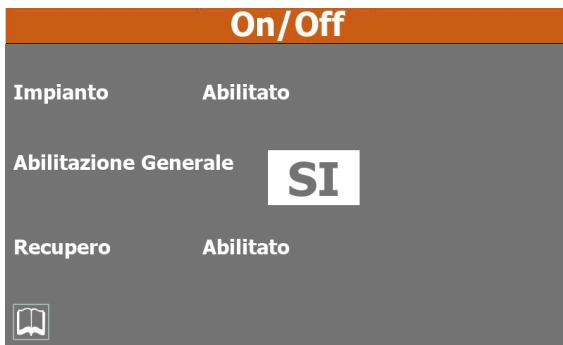 On/Off
Impianto Abilitato
Abilitazione Generale SI
Recupero Abilitato